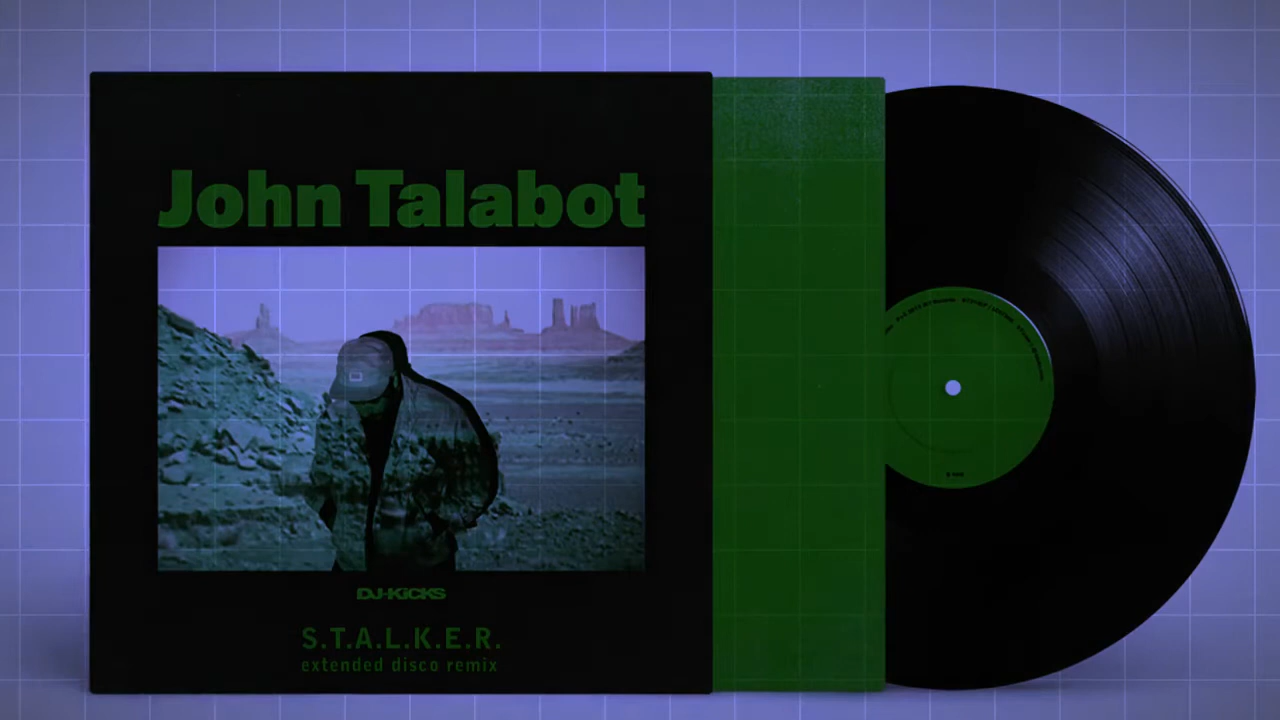 John Talabot
DJ-KiCKS
S.T.A.L.K.E.R.
extended disco remix